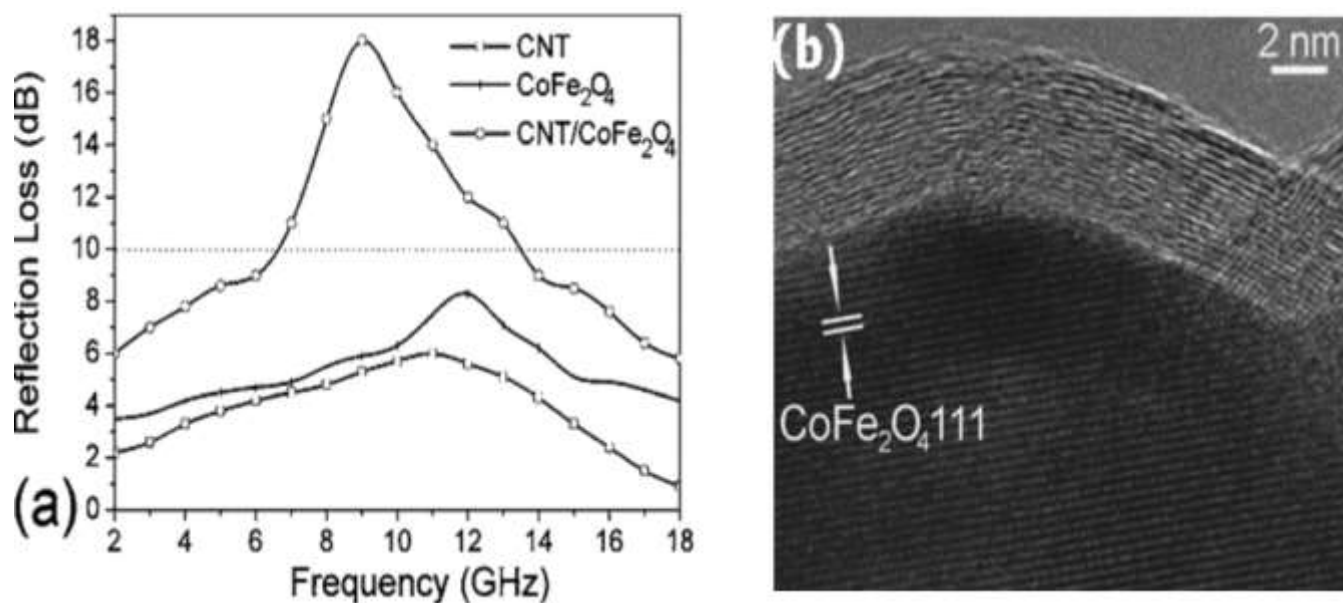 (a)
Reflection Loss (dB)
18
16
14
12
10
8
6
4
2
0
CNT
CoFe₂O₄
CNT/CoFe₂O₄
2 4 6 8 10 12 14 16 18
Frequency (GHz)
(b)
2 nm
CoFe₂O₄111